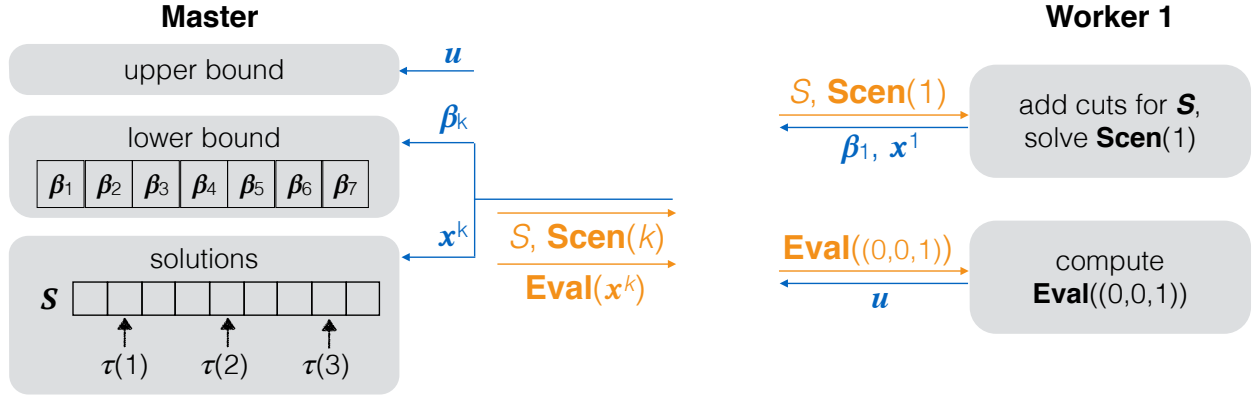 Master
upper bound
u
lower bound
β1 β2 β3 β4 β5 β6 β7
βk
xk
solutions
S
τ(1) τ(2) τ(3)
S, Scen(k)
Eval(xk)
Worker 1
S, Scen(1)
β1, x1
add cuts for S,
solve Scen(1)
Eval((0,0,1))
u
compute
Eval((0,0,1))